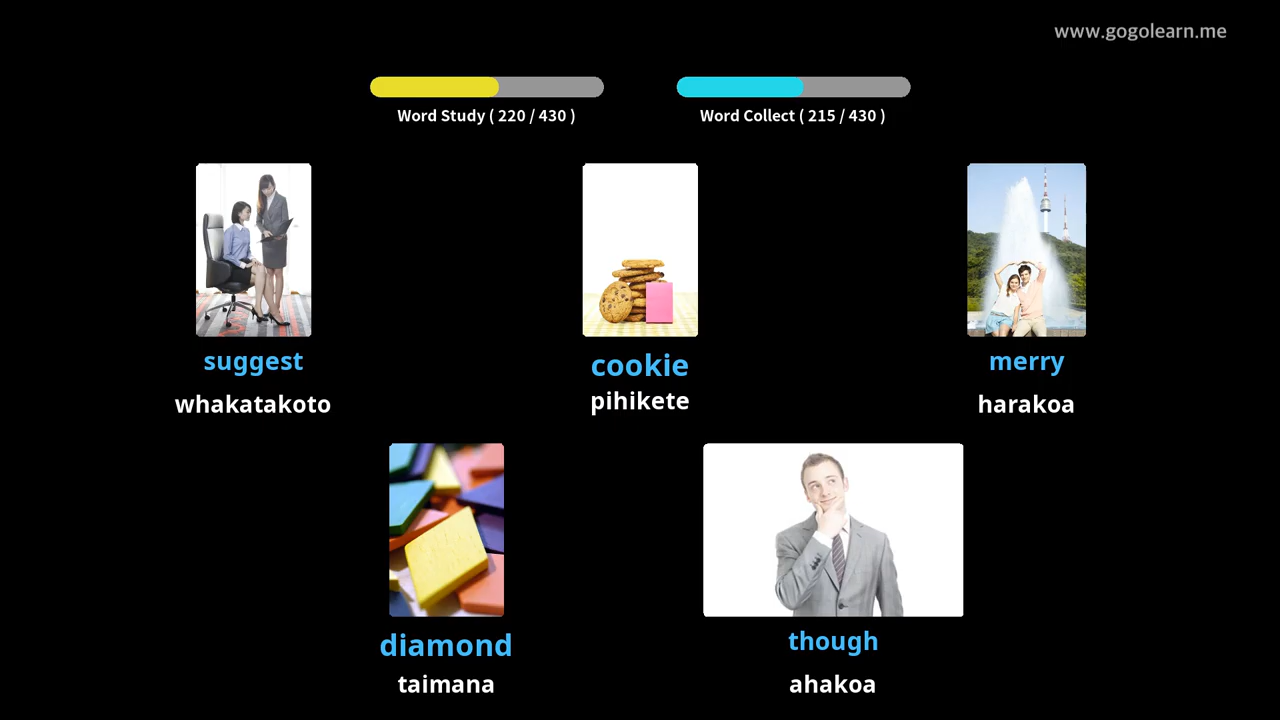 www.gogolearn.me
Word Study ( 220 / 430 )
Word Collect ( 215 / 430 )
suggest
whakatakoto
cookie
pihikete
merry
harakoa
diamond
taimana
though
ahakoa